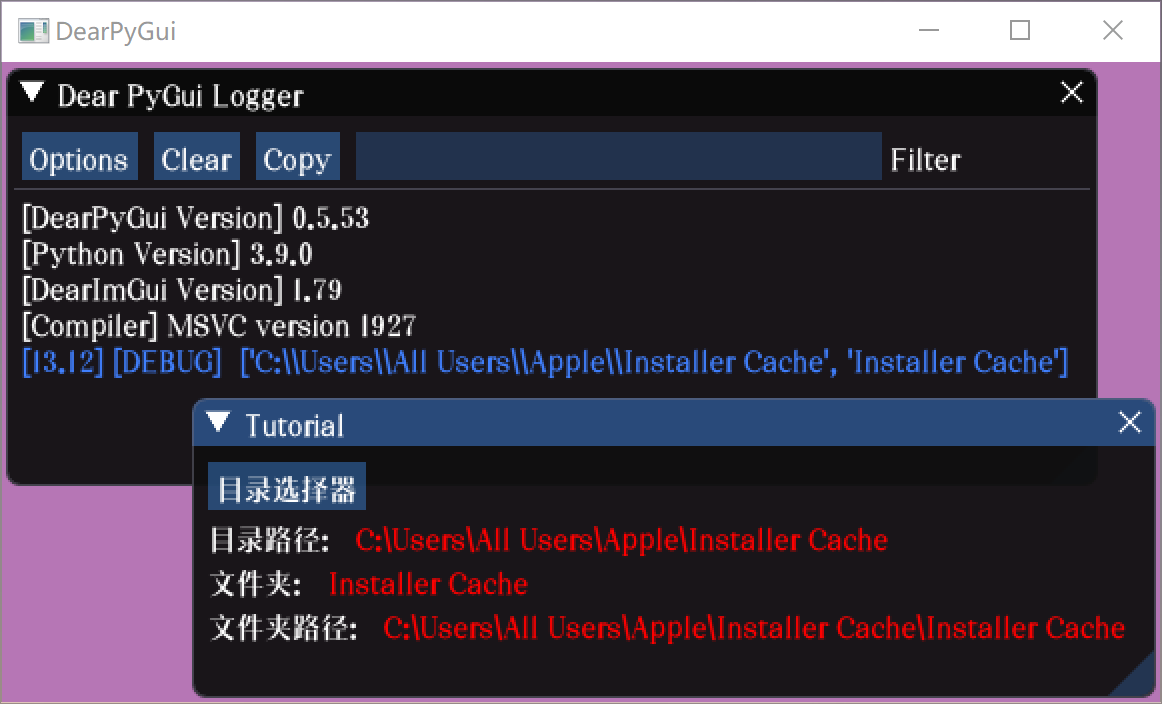 DearPyGui
Dear PyGui Logger
Options Clear Copy Filter
[DearPyGui Version] 0.5.53
[Python Version] 3.9.0
[DearImGui Version] 1.79
[Compiler] MSVC version 1927
[13.12] [DEBUG] ['C:\\Users\\All Users\\Apple\\Installer Cache', 'Installer Cache']
Tutorial
目录选择器
目录路径: C:\Users\All Users\Apple\Installer Cache
文件夹: Installer Cache
文件夹路径: C:\Users\All Users\Apple\Installer Cache\Installer Cache